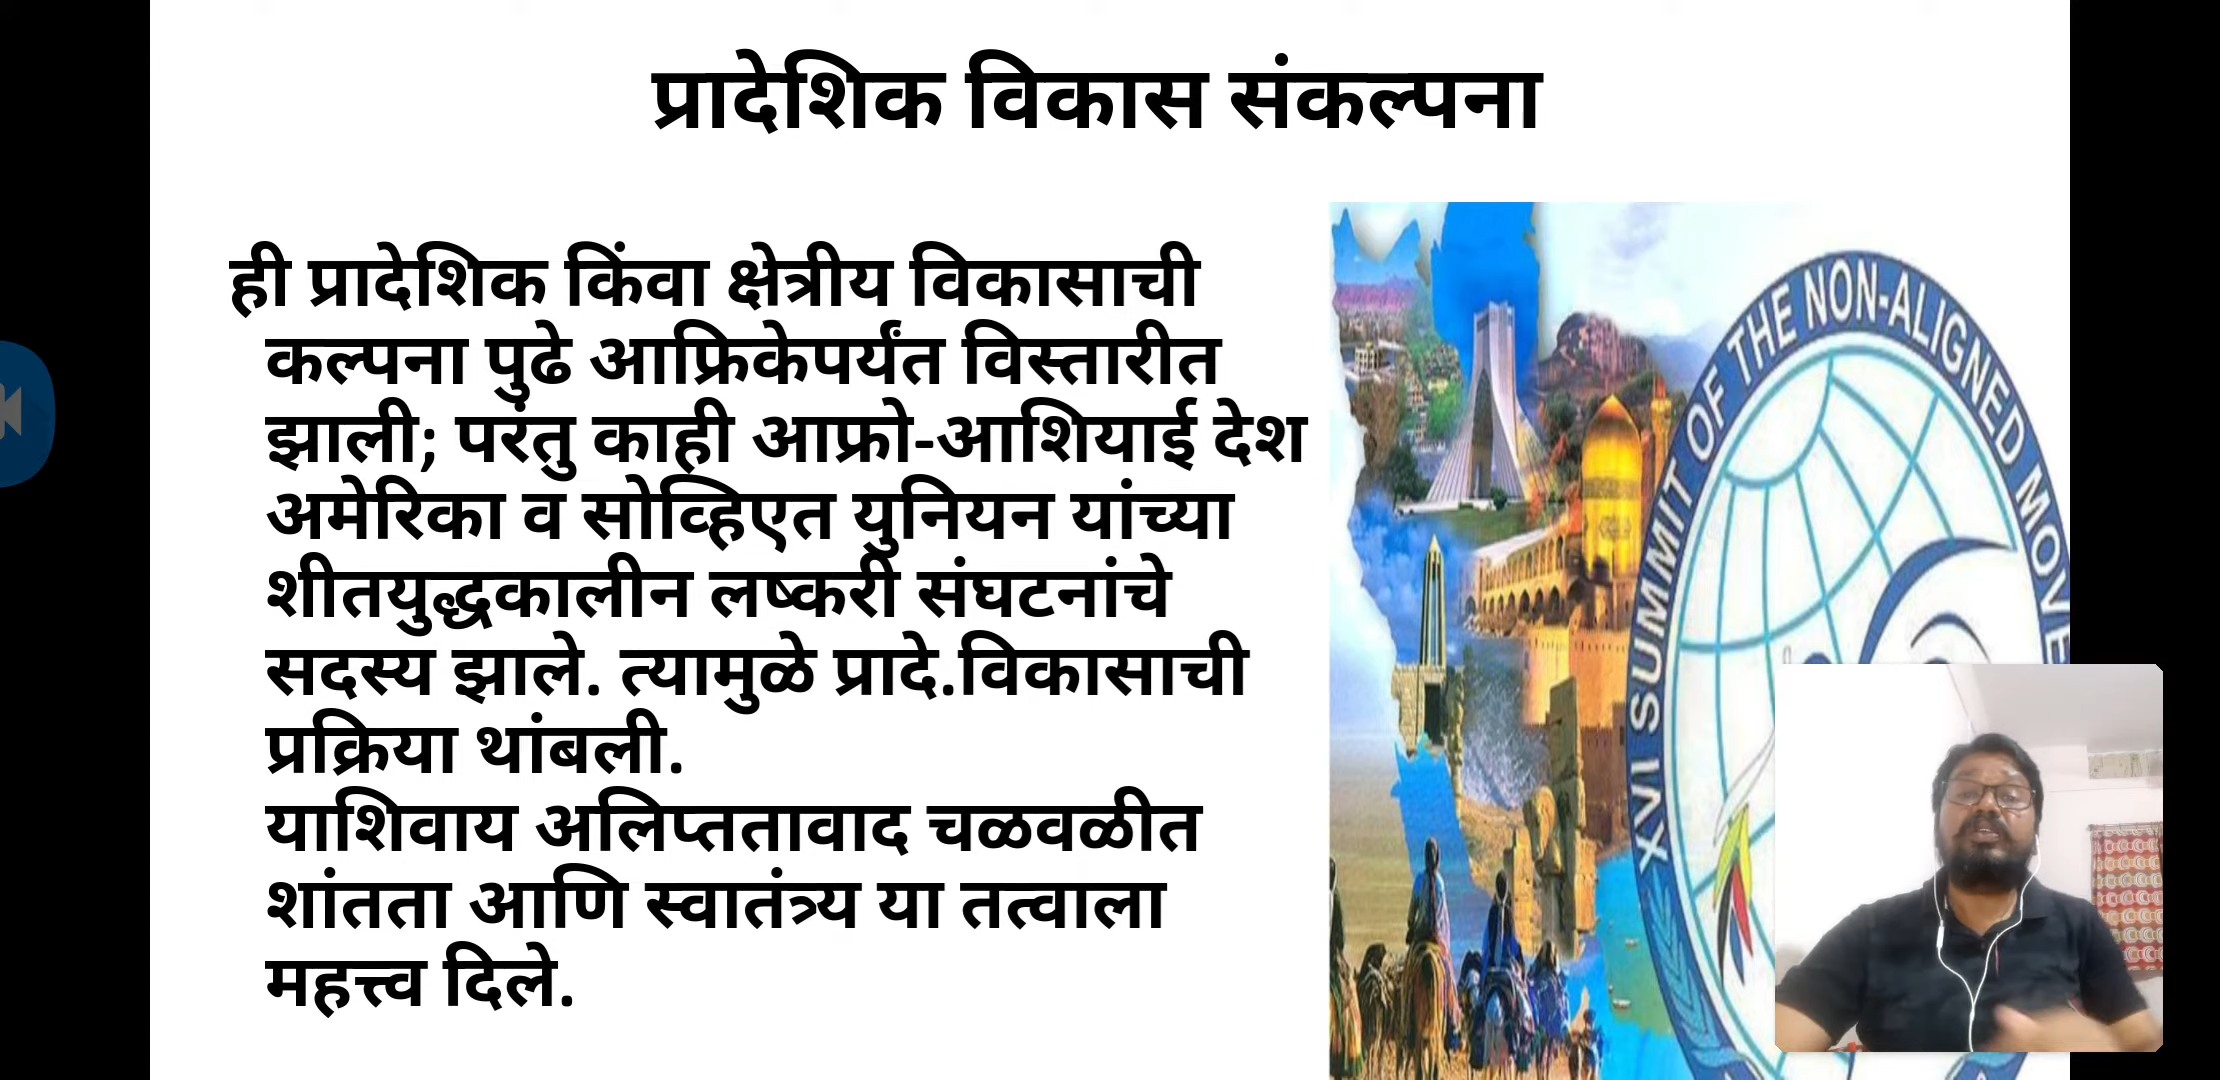 प्रादेशिक विकास संकल्पना
ही प्रादेशिक किंवा क्षेत्रीय विकासाची
कल्पना पुढे आफ्रिकेपर्यंत विस्तारीत
झाली; परंतु काही आफ्रो-आशियाई देश
अमेरिका व सोव्हिएत युनियन यांच्या
शीतयुद्धकालीन लष्करी संघटनांचे
सदस्य झाले. त्यामुळे प्रादे.विकासाची
प्रक्रिया थांबली.
याशिवाय अलिप्ततावाद चळवळीत
शांतता आणि स्वातंत्र्य या तत्वाला
महत्त्व दिले.
XVI SUMMIT OF THE NON-ALIGNED MOVE